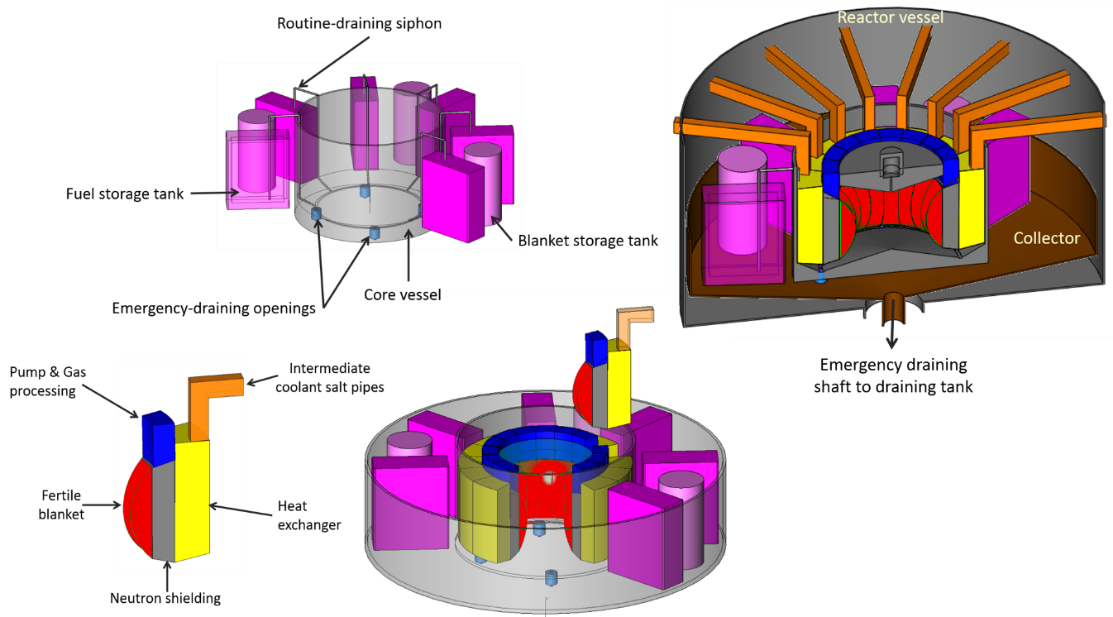 Routine-draining siphon
Fuel storage tank
Blanket storage tank
Emergency-draining openings
Core vessel
Reactor vessel
Collector
Emergency draining
shaft to draining tank
Pump & Gas
processing
Intermediate
coolant salt pipes
Fertile
blanket
Heat
exchanger
Neutron shielding